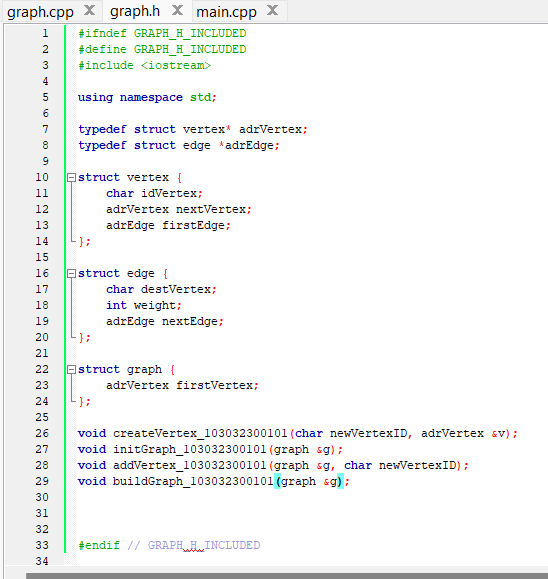 graph.cpp X graph.h X main.cpp X
1 #ifndef GRAPH_H_INCLUDED
2 #define GRAPH_H_INCLUDED
3 #include <iostream>
4
5 using namespace std;
6
7 typedef struct vertex* adrVertex;
8 typedef struct edge *adrEdge;
9
10 struct vertex {
11 char idVertex;
12 adrVertex nextVertex;
13 adrEdge firstEdge;
14 };
15
16 struct edge {
17 char destVertex;
18 int weight;
19 adrEdge nextEdge;
20 };
21
22 struct graph {
23 adrVertex firstVertex;
24 };
25
26 void createVertex_103032300101(char newVertexID, adrVertex &v);
27 void initGraph_103032300101(graph &g);
28 void addVertex_103032300101(graph &g, char newVertexID);
29 void buildGraph_103032300101(graph &g);
30
31
32
33 #endif // GRAPH_H_INCLUDED
34